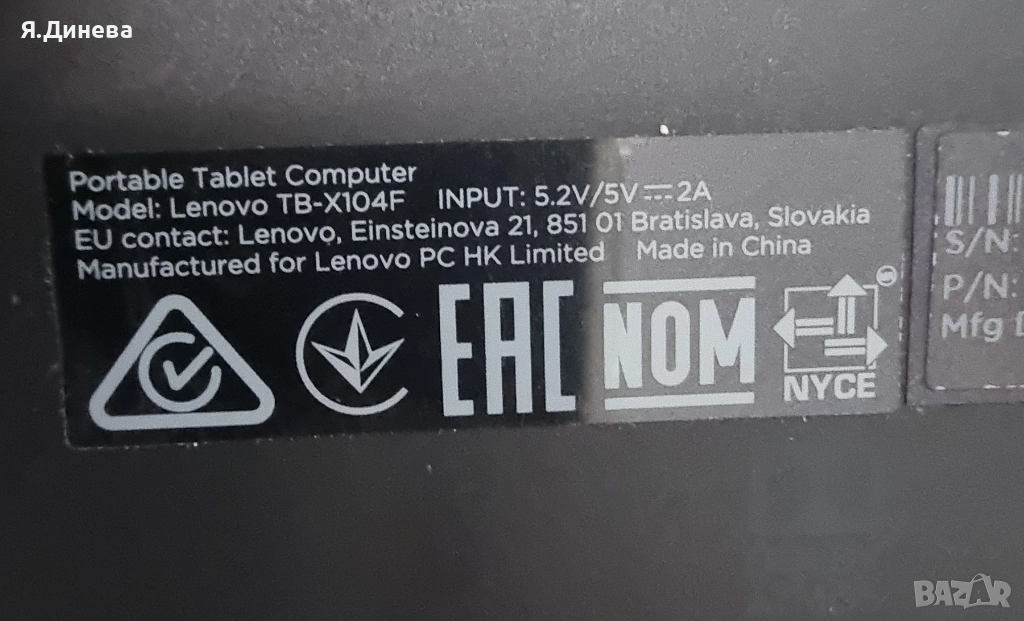 Я.Динева
Portable Tablet Computer
Model: Lenovo TB-X104F INPUT: 5.2V/5V⎓2A
EU contact: Lenovo, Einsteinova 21, 851 01 Bratislava, Slovakia
Manufactured for Lenovo PC HK Limited Made in China
EAC NOM NYCE
S/N:
P/N:
Mfg
BAZAR